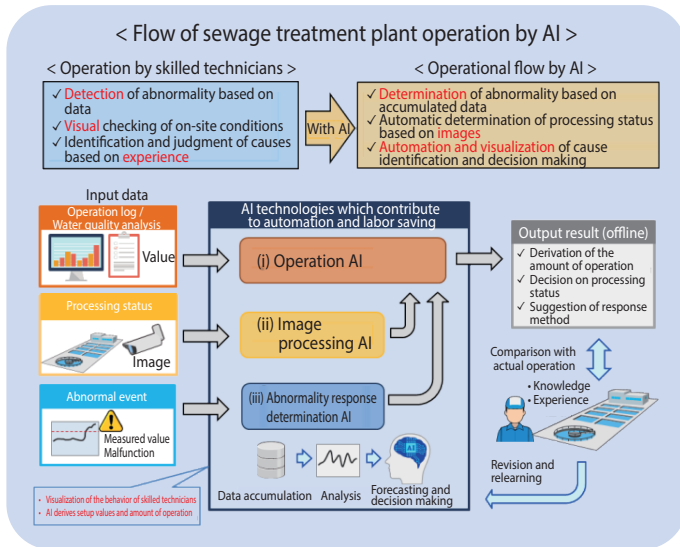 < Flow of sewage treatment plant operation by AI >
< Operation by skilled technicians >
✓ Detection of abnormality based on
data
✓ Visual checking of on-site conditions
✓ Identification and judgment of causes
based on experience
With AI
< Operational flow by AI >
✓ Determination of abnormality based on
accumulated data
✓ Automatic determination of processing status
based on images
✓ Automation and visualization of cause
identification and decision making
Input data
Operation log /
Water quality analysis
Value
Processing status
Image
Abnormal event
Measured value
Malfunction
AI technologies which contribute
to automation and labor saving
(i) Operation AI
(ii) Image
processing AI
(iii) Abnormality response
determination AI
AI
Data accumulation
Analysis
Forecasting and
decision making
Output result (offline)
✓ Derivation of the
amount of operation
✓ Decision on processing
status
✓ Suggestion of response
method
Comparison with
actual operation
• Knowledge
• Experience
Revision and
relearning
• Visualization of the behavior of skilled technicians
• AI derives setup values and amount of operation